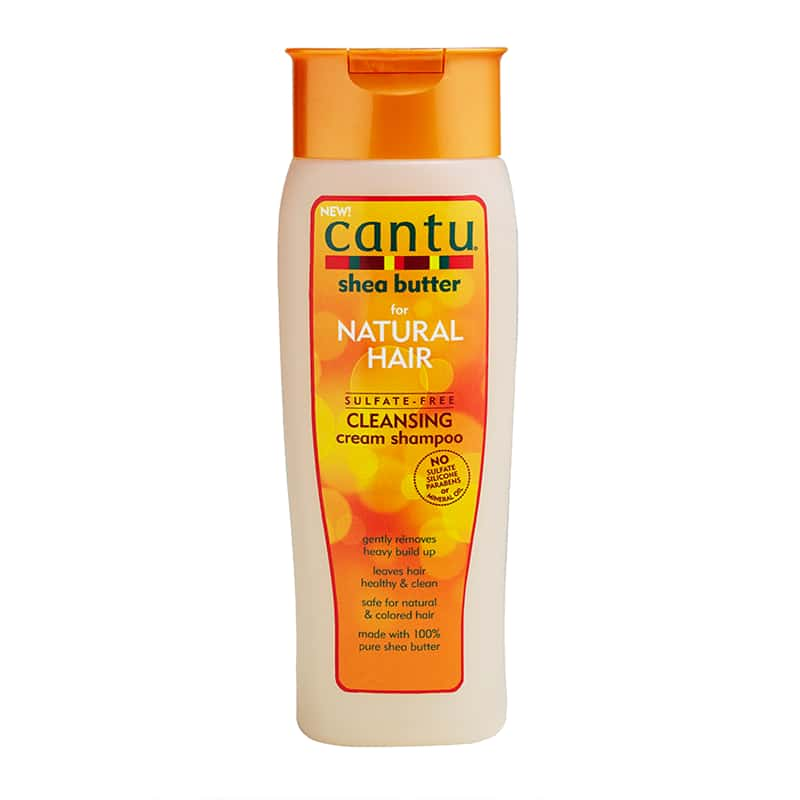 NEW!
cantu®
shea butter
for
NATURAL
HAIR
SULFATE-FREE
CLEANSING
cream shampoo
NO
SULFATE
SILICONE
PARABENS
or
MINERAL OIL
gently removes
heavy build up
leaves hair
healthy & clean
safe for natural
& colored hair
made with 100%
pure shea butter